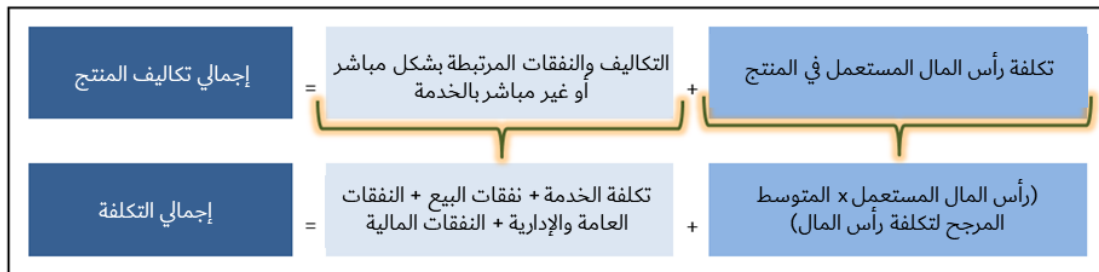 إجمالي تكاليف المنتج
=
التكاليف والنفقات المرتبطة بشكل مباشر
أو غير مباشر بالخدمة
+
تكلفة رأس المال المستعمل في المنتج
إجمالي التكلفة
=
تكلفة الخدمة + نفقات البيع + النفقات
العامة والإدارية + النفقات المالية
+
(رأس المال المستعمل x المتوسط
المرجح لتكلفة رأس المال)